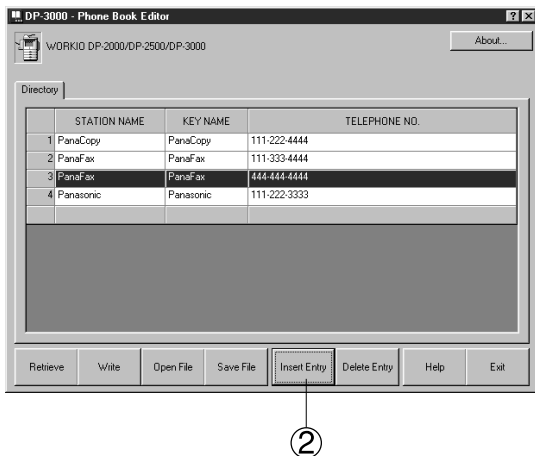 DP-3000 - Phone Book Editor
WORKIO DP-2000/DP-2500/DP-3000
About...
Directory
STATION NAME KEY NAME TELEPHONE NO.
1 PanaCopy PanaCopy 111-222-4444
2 PanaFax PanaFax 111-333-4444
3 PanaFax PanaFax 444-444-4444
4 Panasonic Panasonic 111-222-3333
Retrieve Write Open File Save File Insert Entry Delete Entry Help Exit
2